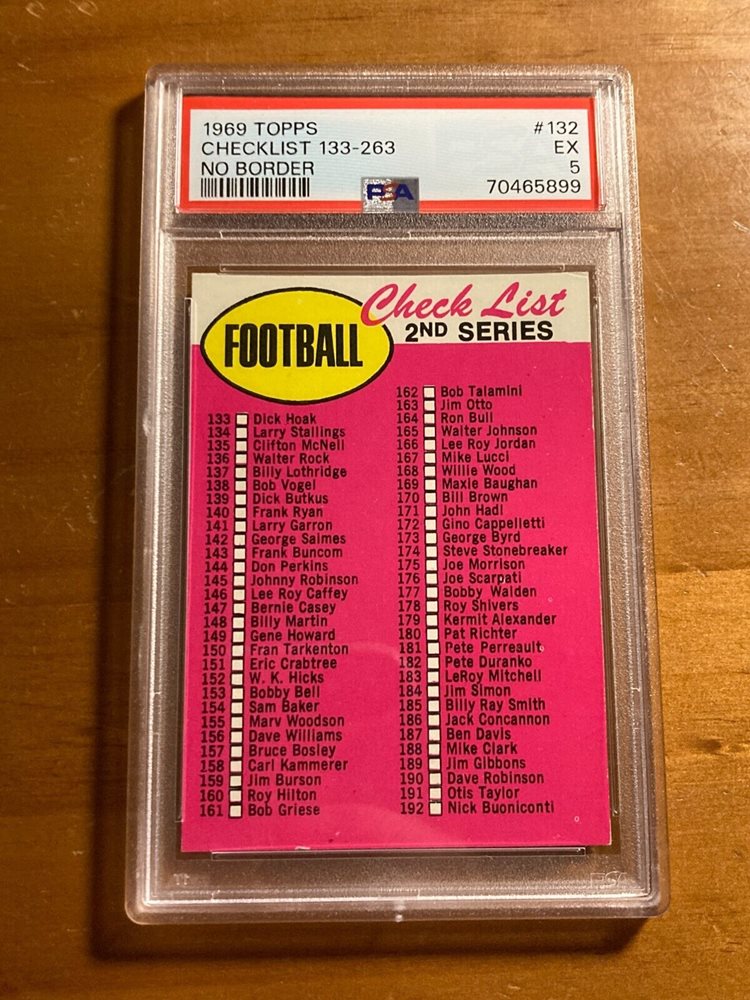 1969 TOPPS #132
CHECKLIST 133-263 EX
NO BORDER 5
PSA 70465899
Check List
FOOTBALL 2ND SERIES
133 Dick Hoak
134 Larry Stallings
135 Clifton McNeil
136 Walter Rock
137 Billy Lothridge
138 Bob Vogel
139 Dick Butkus
140 Frank Ryan
141 Larry Garron
142 George Saimes
143 Frank Buncom
144 Don Perkins
145 Johnny Robinson
146 Lee Roy Caffey
147 Bernie Casey
148 Billy Martin
149 Gene Howard
150 Fran Tarkenton
151 Eric Crabtree
152 W. K. Hicks
153 Bobby Bell
154 Sam Baker
155 Marv Woodson
156 Dave Williams
157 Bruce Bosley
158 Carl Kammerer
159 Jim Burson
160 Roy Hilton
161 Bob Griese
162 Bob Talamini
163 Jim Otto
164 Ron Bull
165 Walter Johnson
166 Lee Roy Jordan
167 Mike Lucci
168 Willie Wood
169 Maxie Baughan
170 Bill Brown
171 John Hadl
172 Gino Cappelletti
173 George Byrd
174 Steve Stonebreaker
175 Joe Morrison
176 Joe Scarpati
177 Bobby Walden
178 Roy Shivers
179 Kermit Alexander
180 Pat Richter
181 Pete Perreault
182 Pete Duranko
183 LeRoy Mitchell
184 Jim Simon
185 Billy Ray Smith
186 Jack Concannon
187 Ben Davis
188 Mike Clark
189 Jim Gibbons
190 Dave Robinson
191 Otis Taylor
192 Nick Buoniconti